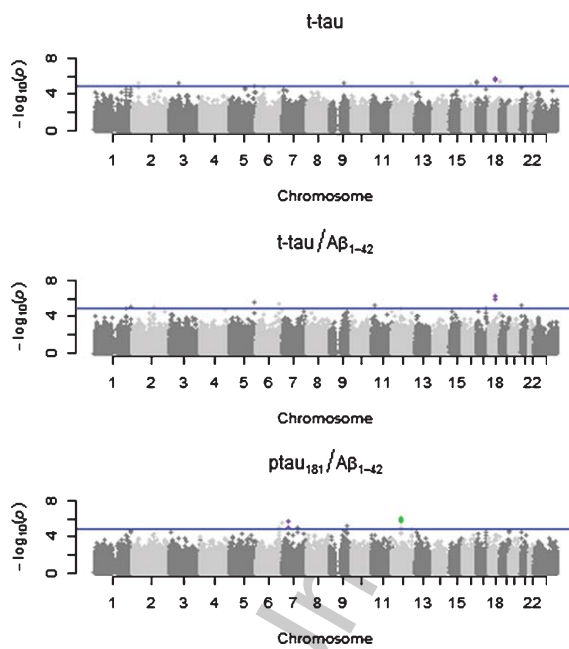 t-tau
8
4
0
−log₁₀(p)
1 2 3 4 5 6 7 8 9 11 13 15 18 22
Chromosome
t-tau/Aβ₁₋₄₂
8
4
0
−log₁₀(p)
1 2 3 4 5 6 7 8 9 11 13 15 18 22
Chromosome
ptau₁₈₁/Aβ₁₋₄₂
8
4
0
−log₁₀(p)
1 2 3 4 5 6 7 8 9 11 13 15 18 22
Chromosome